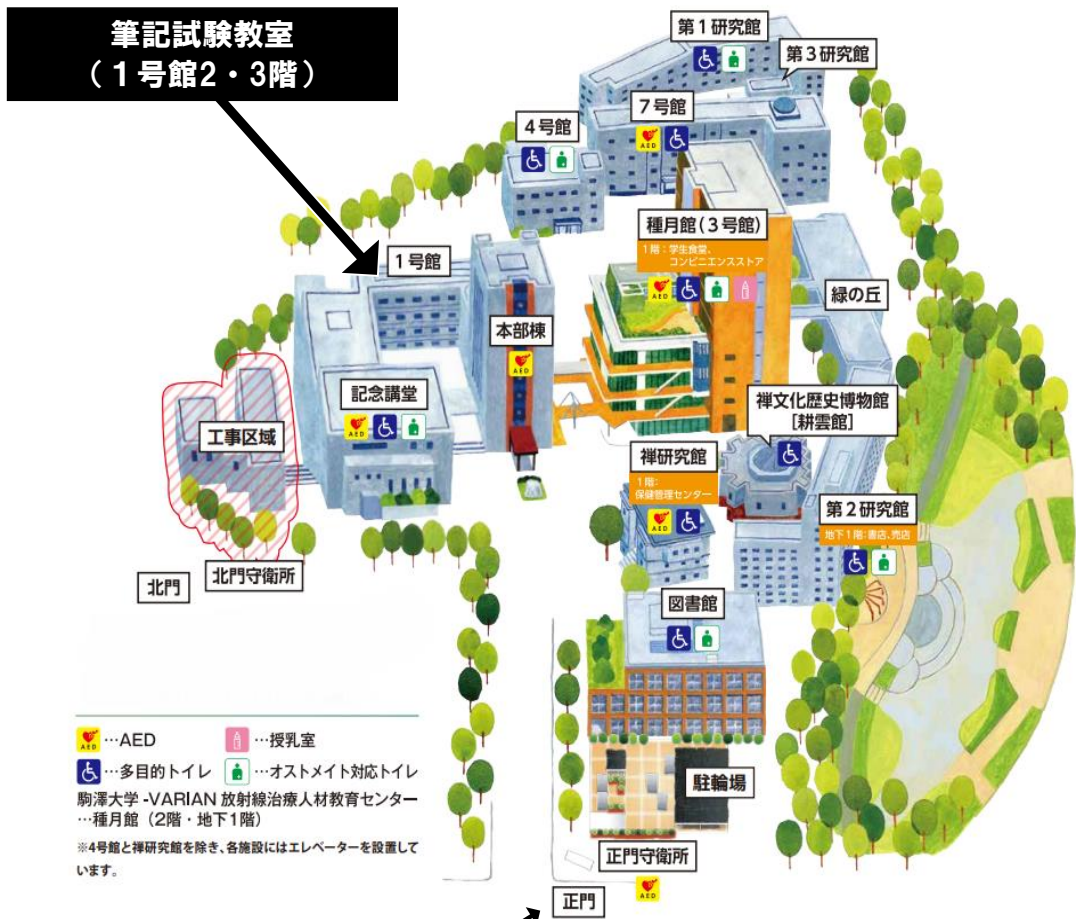 筆記試験教室
（１号館2・3階）
第１研究館
第３研究館
7号館
AED
4号館
種月館(３号館)
1階：学生食堂、
コンビニエンスストア
AED
1号館
緑の丘
本部棟
AED
記念講堂
AED
禅文化歴史博物館
［耕雲館］
工事区域
禅研究館
1階：
保健管理センター
AED
第２研究館
地下1階:書店、売店
北門守衛所
北門
図書館
AED …AED
…授乳室
…多目的トイレ
…オストメイト対応トイレ
駒澤大学-VARIAN 放射線治療人材教育センター
…種月館（2階・地下1階）
※4号館と禅研究館を除き、各施設にはエレベーターを設置して
います。
駐輪場
正門守衛所
AED
正門